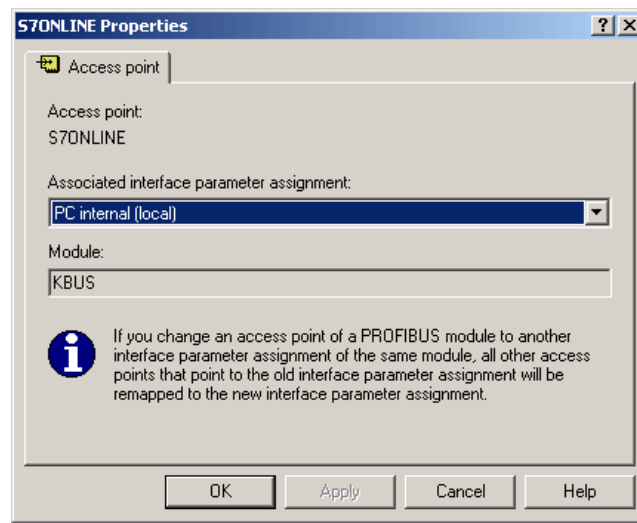 S7ONLINE Properties
Access point
Access point:
S7ONLINE
Associated interface parameter assignment:
PC internal (local)
Module:
KBUS
If you change an access point of a PROFIBUS module to another
interface parameter assignment of the same module, all other access
points that point to the old interface parameter assignment will be
remapped to the new interface parameter assignment.
OK Apply Cancel Help